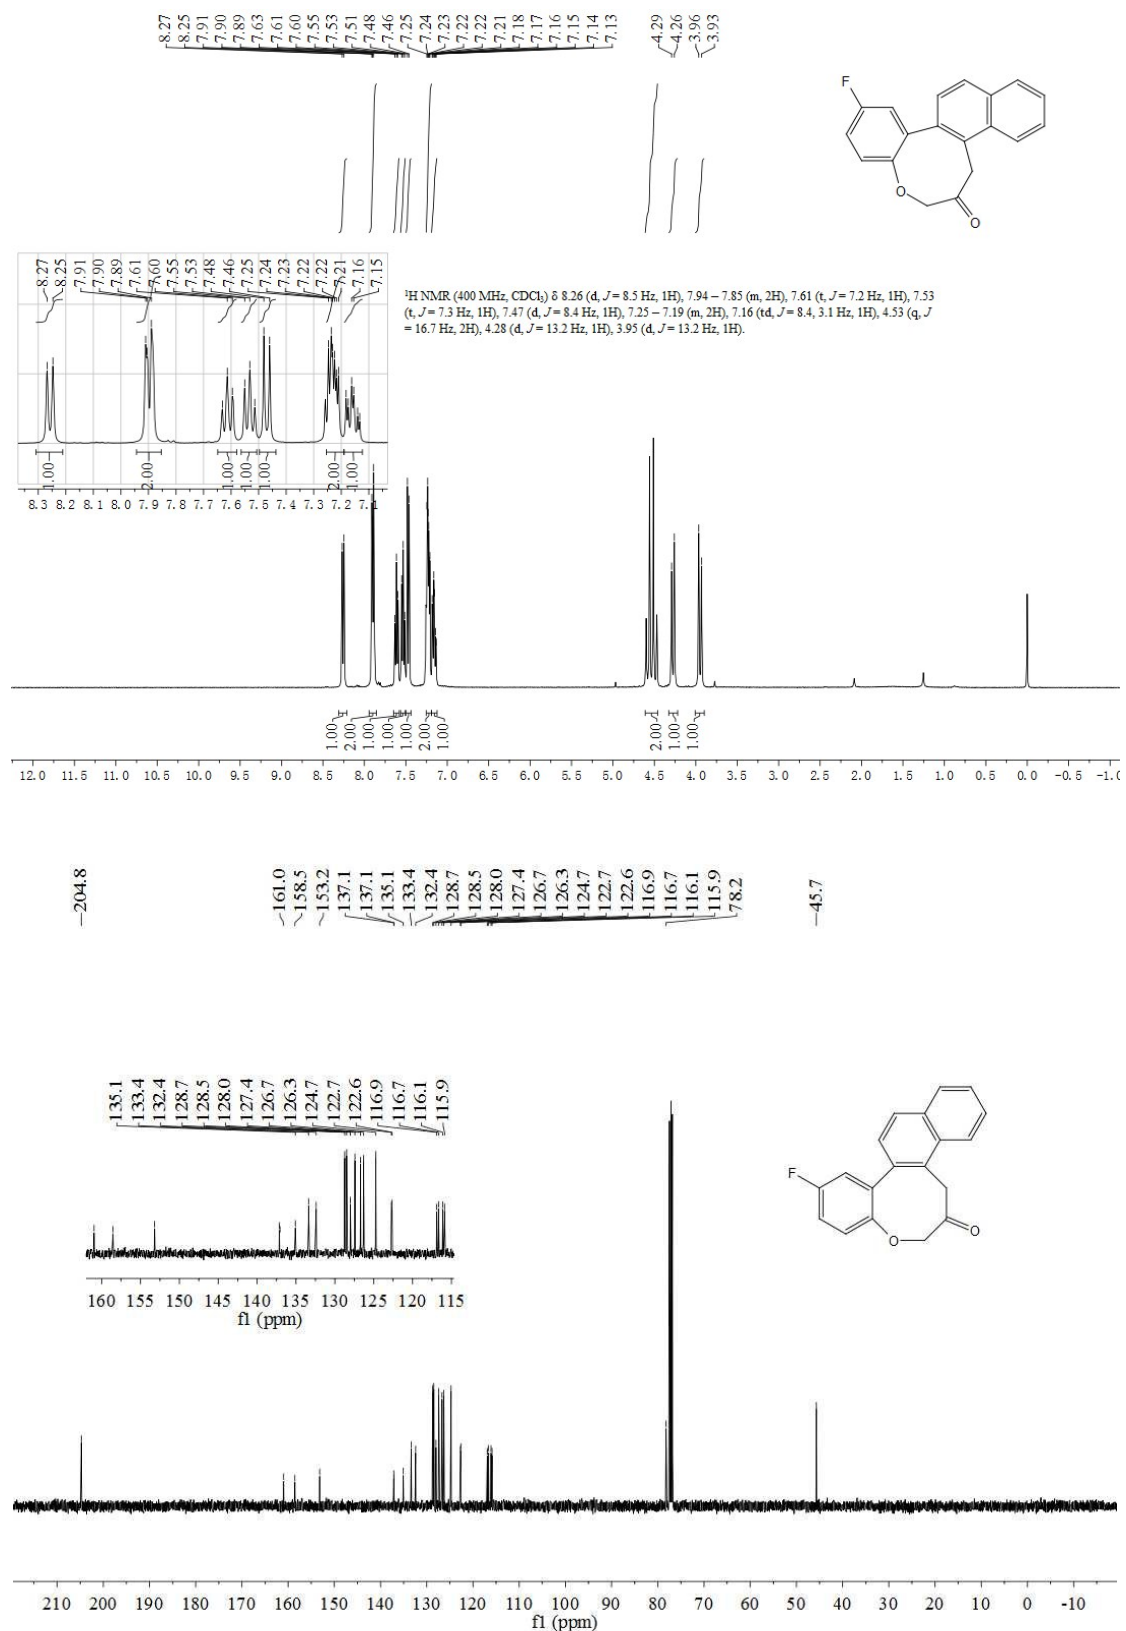 8.27 8.25 7.91 7.90 7.89 7.63 7.61 7.60 7.55 7.53 7.51 7.48 7.46 7.25 7.24 7.23 7.22 7.22 7.21 7.18 7.17 7.16 7.15 7.14 7.13 4.29 4.26 3.96 3.93
F
O
O
8.27 8.25 7.91 7.90 7.89 7.61 7.60 7.55 7.53 7.48 7.46 7.25 7.24 7.23 7.22 7.22 7.21 7.16 7.15
¹H NMR (400 MHz, CDCl₃) δ 8.26 (d, J = 8.5 Hz, 1H), 7.94 – 7.85 (m, 2H), 7.61 (t, J = 7.2 Hz, 1H), 7.53
(t, J = 7.3 Hz, 1H), 7.47 (d, J = 8.4 Hz, 1H), 7.25 – 7.19 (m, 2H), 7.16 (td, J = 8.4, 3.1 Hz, 1H), 4.53 (q, J
= 16.7 Hz, 2H), 4.28 (d, J = 13.2 Hz, 1H), 3.95 (d, J = 13.2 Hz, 1H).
1.00 2.00 1.00 1.00 1.00 2.00 1.00
8.3 8.2 8.1 8.0 7.9 7.8 7.7 7.6 7.5 7.4 7.3 7.2 7.1
1.00 2.00 1.00 1.00 1.00 2.00 1.00 2.00 1.00 1.00
12.0 11.5 11.0 10.5 10.0 9.5 9.0 8.5 8.0 7.5 7.0 6.5 6.0 5.5 5.0 4.5 4.0 3.5 3.0 2.5 2.0 1.5 1.0 0.5 0.0 -0.5 -1.0
204.8 161.0 158.5 153.2 137.1 137.1 135.1 133.4 132.4 128.7 128.5 128.0 127.4 126.7 126.3 124.7 122.7 122.6 116.9 116.7 116.1 115.9 78.2 45.7
135.1 133.4 132.4 128.7 128.5 128.0 127.4 126.7 126.3 124.7 122.7 122.6 116.9 116.7 116.1 115.9
F
O
O
160 155 150 145 140 135 130 125 120 115
f1 (ppm)
210 200 190 180 170 160 150 140 130 120 110 100 90 80 70 60 50 40 30 20 10 0 -10
f1 (ppm)